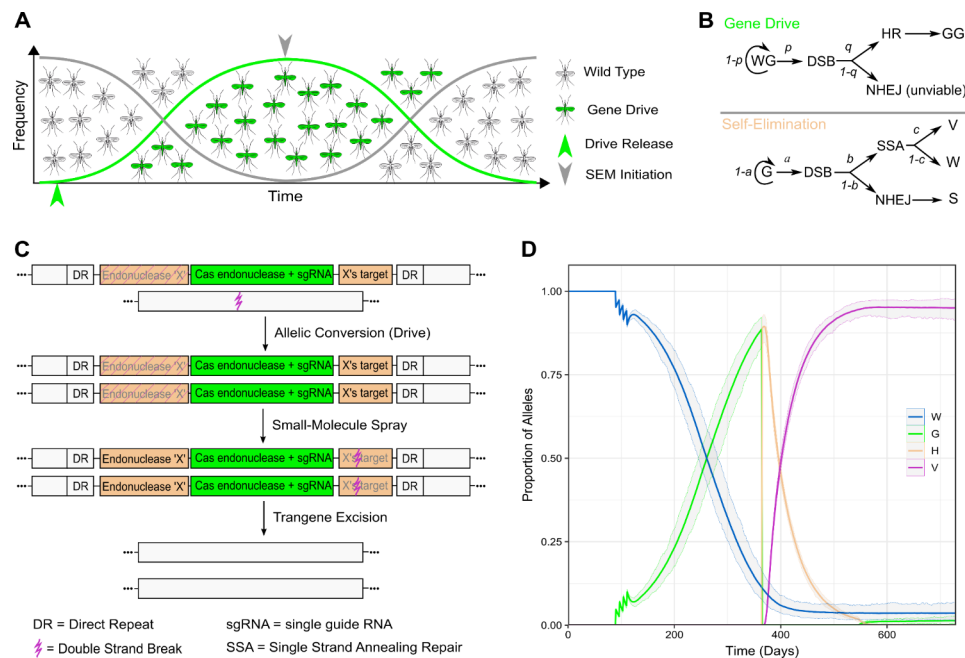 A
Frequency
Time
Wild Type
Gene Drive
Drive Release
SEM Initiation
B
Gene Drive
1-p WG p DSB q 1-q HR GG
NHEJ (unviable)
Self-Elimination
1-a G a DSB b 1-b SSA c 1-c V
W
NHEJ S
C
••• DR Endonuclease 'X' Cas endonuclease + sgRNA X's target DR •••
••• •••
Allelic Conversion (Drive)
••• DR Endonuclease 'X' Cas endonuclease + sgRNA X's target DR •••
••• DR Endonuclease 'X' Cas endonuclease + sgRNA X's target DR •••
Small-Molecule Spray
••• DR Endonuclease 'X' Cas endonuclease + sgRNA X's target DR •••
••• DR Endonuclease 'X' Cas endonuclease + sgRNA X's target DR •••
Trangene Excision
••• •••
••• •••
DR = Direct Repeat
sgRNA = single guide RNA
= Double Strand Break
SSA = Single Strand Annealing Repair
D
Proportion of Alleles
1.00
0.75
0.50
0.25
0.00
0 200 400 600
Time (Days)
W
G
H
V